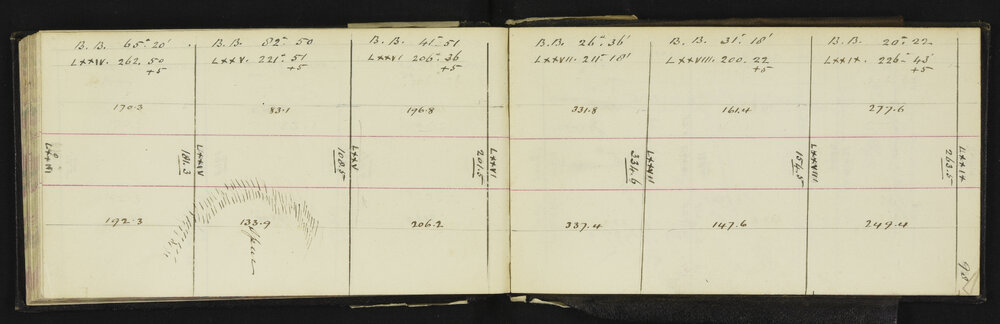 B.B. 65° 20'
LXXIV. 262. 50
+5
170.3
LXXIII
181.3
192.3
B.B. 82° 50
LXXV. 221° 51
+5
83.1
LXXIV
108.5
133.9
Spur
B.B. 41° 51
LXXVI 206° 36
+5
196.8
LXXV
201.5
206.2
LXXVI
B.B. 26° 36'
LXXVII. 211° 18'
331.8
334.6
337.4
LXXVII
B.B. 31° 18'
LXXVIII. 200. 22
+5
161.4
154.5
147.6
LXXVIII
B.B. 20° 22
LXXIX. 226° 43'
+5
277.6
263.5
249.4
LXXIX